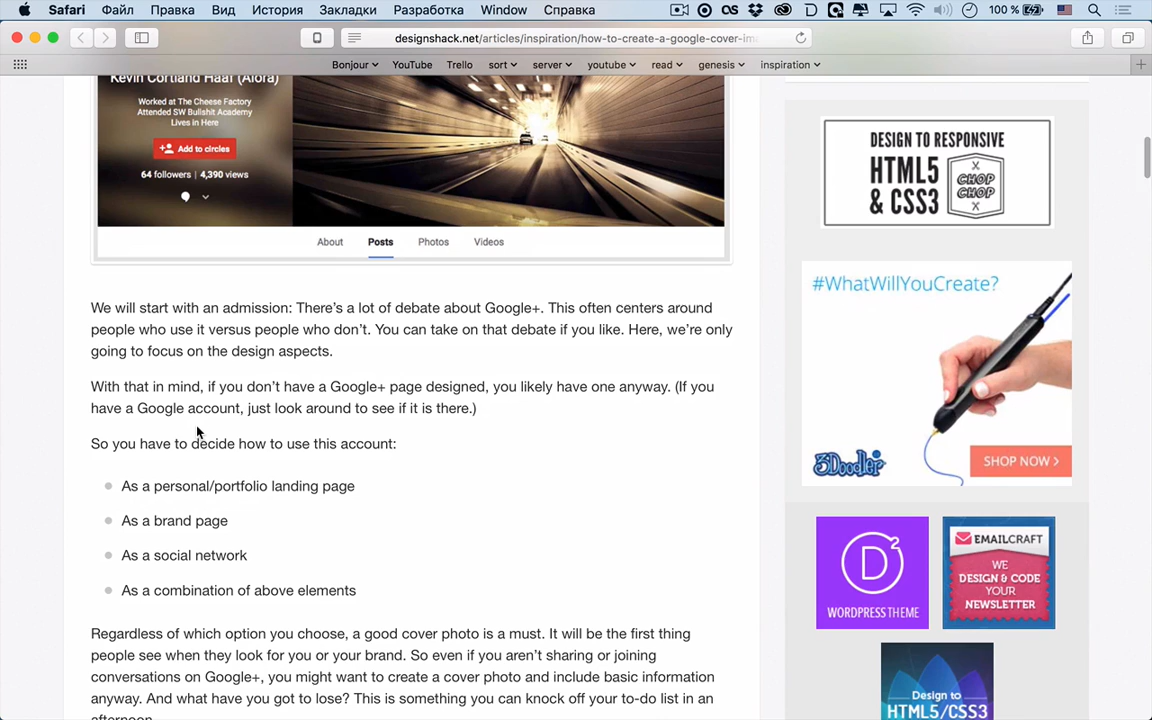 Safari Файл Правка Вид История Закладки Разработка Window Справка 100 %
designshack.net/articles/inspiration/how-to-create-a-google-cover-im
Bonjour YouTube Trello sort server youtube read genesis inspiration
Kevin Cortland Haaf (Alora)
Worked at The Cheese Factory
Attended SW Bullshit Academy
Lives in Here
Add to circles
64 followers | 4,390 views
About Posts Photos Videos
We will start with an admission: There's a lot of debate about Google+. This often centers around
people who use it versus people who don't. You can take on that debate if you like. Here, we're only
going to focus on the design aspects.
With that in mind, if you don't have a Google+ page designed, you likely have one anyway. (If you
have a Google account, just look around to see if it is there.)
So you have to decide how to use this account:
As a personal/portfolio landing page
As a brand page
As a social network
As a combination of above elements
Regardless of which option you choose, a good cover photo is a must. It will be the first thing
people see when they look for you or your brand. So even if you aren't sharing or joining
conversations on Google+, you might want to create a cover photo and include basic information
anyway. And what have you got to lose? This is something you can knock off your to-do list in an
afternoon.
DESIGN TO RESPONSIVE
HTML5
& CSS3
CHOP
CHOP
#WhatWillYouCreate?
3Doodler
SHOP NOW >
D2
WORDPRESS THEME
EMAILCRAFT
WE
DESIGN & CODE
YOUR
NEWSLETTER
Design to
HTML5/CSS3